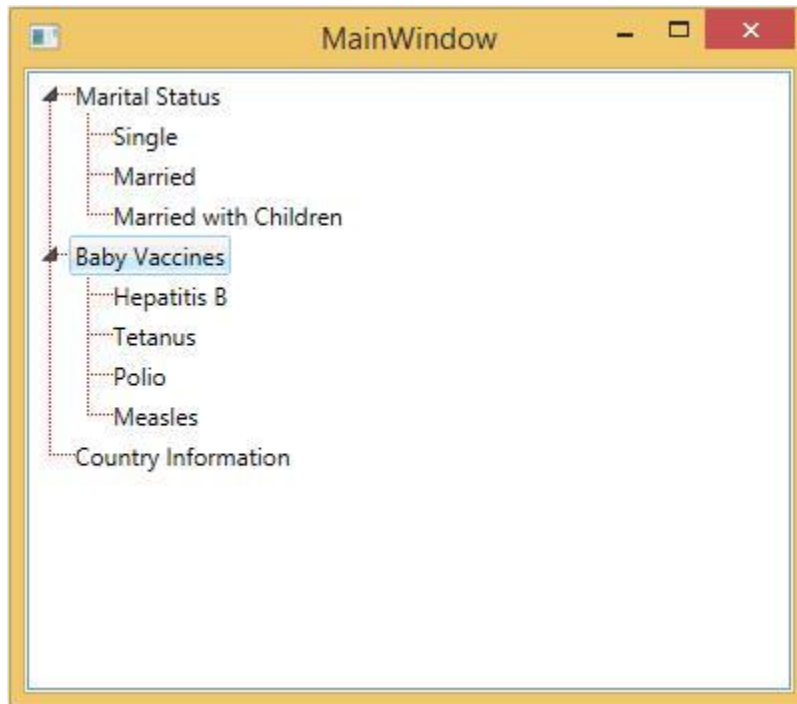 MainWindow
Marital Status
Single
Married
Married with Children
Baby Vaccines
Hepatitis B
Tetanus
Polio
Measles
Country Information